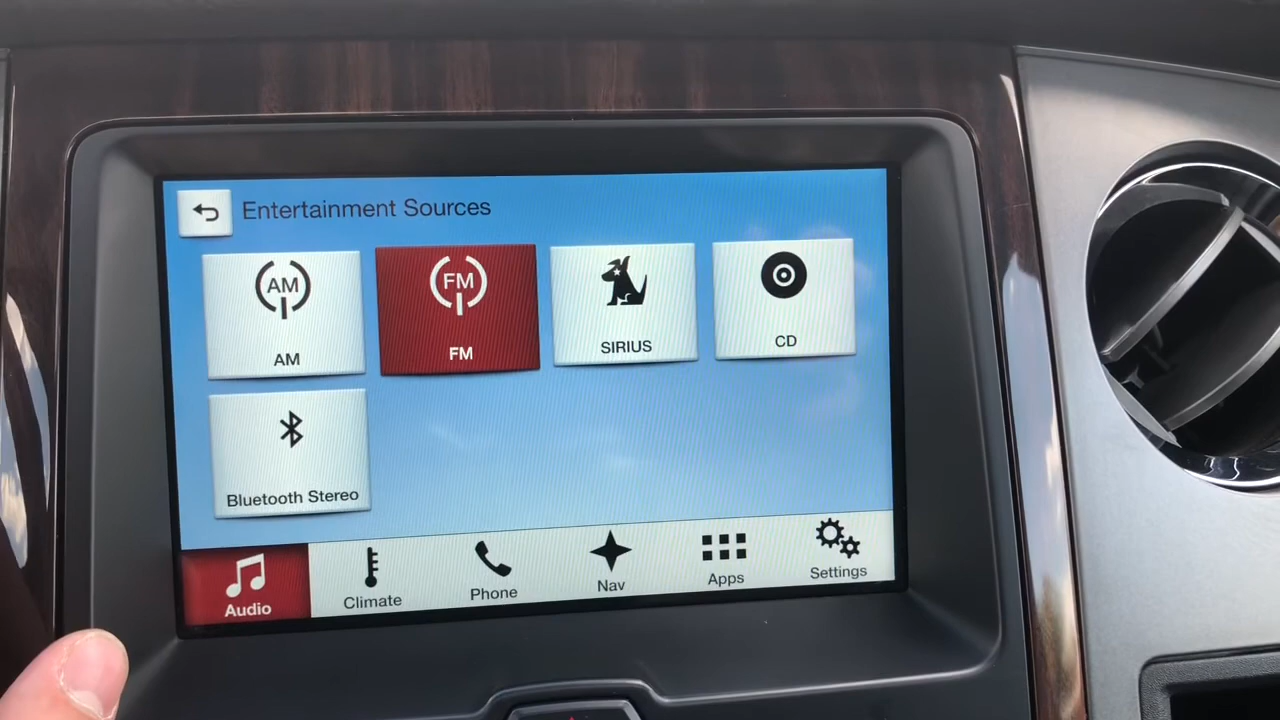 Entertainment Sources
AM
FM
AM
FM
SIRIUS
CD
Bluetooth Stereo
Audio
Climate
Phone
Nav
Apps
Settings